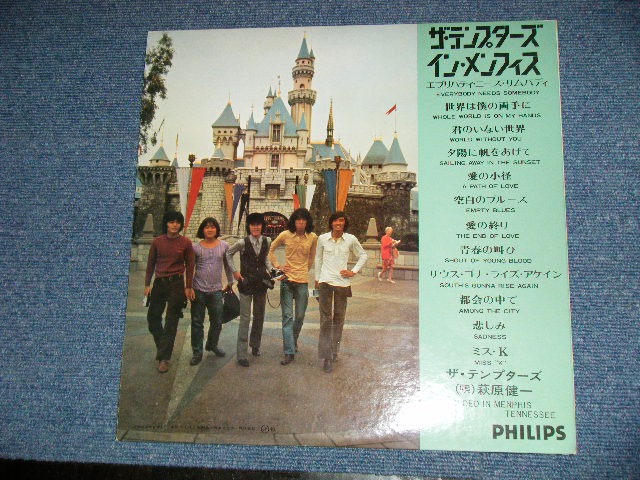 ザ・テンプターズ
イン・メンフィス
エブリバディ・ニーズ・サムバディ
EVERYBODY NEEDS SOMEBODY
世界は僕の両手に
WHOLE WORLD IS ON MY HANDS
君のいない世界
WORLD WITHOUT YOU
夕陽に帆をあげて
SAILING AWAY IN THE SUNSET
愛の小径
A PATH OF LOVE
空白のブルース
EMPTY BLUES
愛の終り
THE END OF LOVE
青春の叫び
SHOUT OF YOUNG BLOOD
サウス・ゴナ・ライズ・アゲイン
SOUTH'S GONNA RISE AGAIN
都会の中で
AMONG THE CITY
悲しみ
SADNESS
ミス・K
MISS "K"
ザ・テンプターズ
萩原健一
IN MEMPHIS
TENNESSEE
PHILIPS